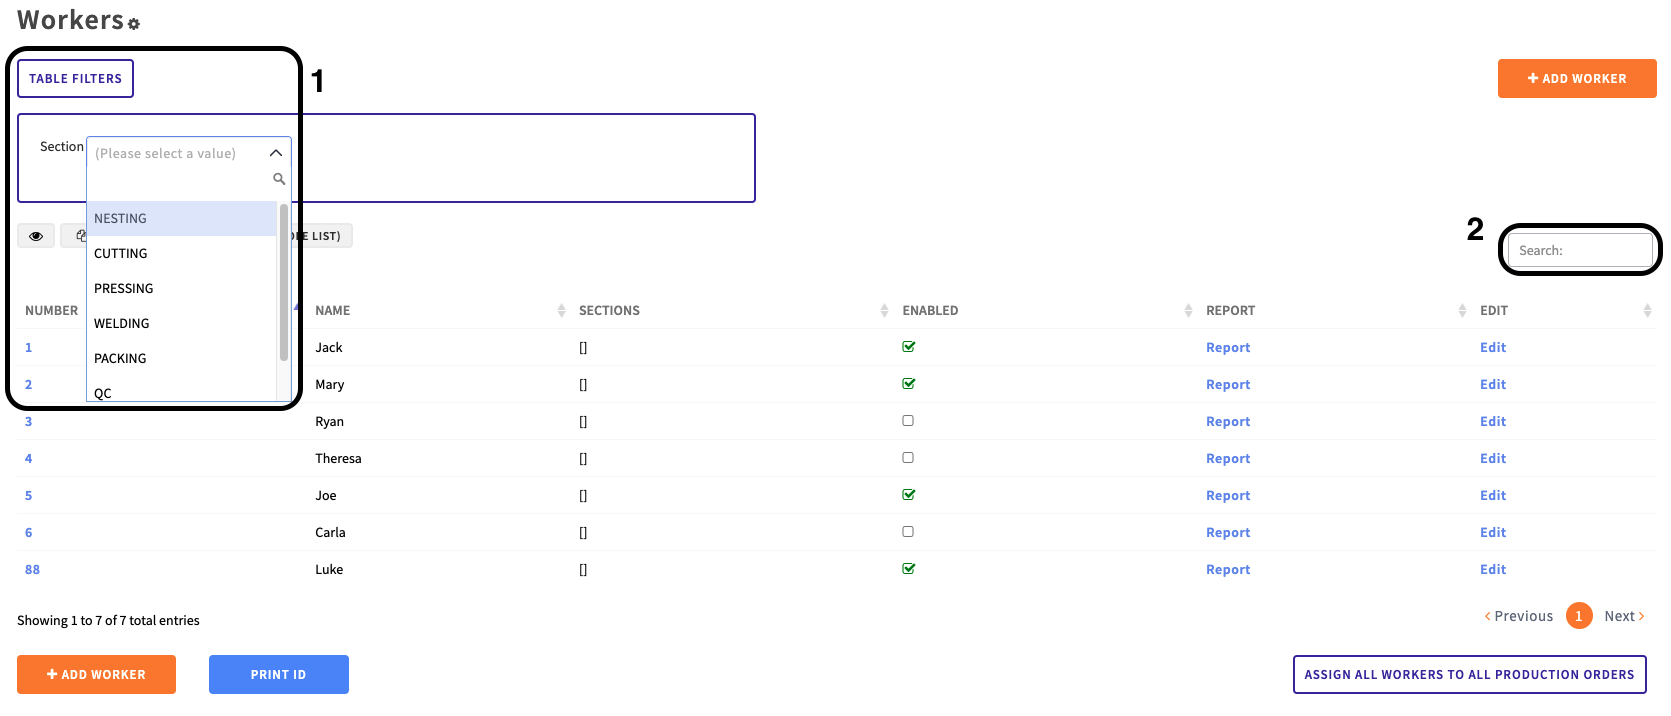 Workers
TABLE FILTERS
1
+ ADD WORKER
Section
(Please select a value)
NESTING
CUTTING
PRESSING
WELDING
PACKING
QC
LIST)
2
Search:
NUMBER NAME SECTIONS ENABLED REPORT EDIT
1 Jack [] Report Edit
2 Mary [] Report Edit
3 Ryan [] Report Edit
4 Theresa [] Report Edit
5 Joe [] Report Edit
6 Carla [] Report Edit
88 Luke [] Report Edit
Showing 1 to 7 of 7 total entries
< Previous 1 Next >
+ ADD WORKER
PRINT ID
ASSIGN ALL WORKERS TO ALL PRODUCTION ORDERS